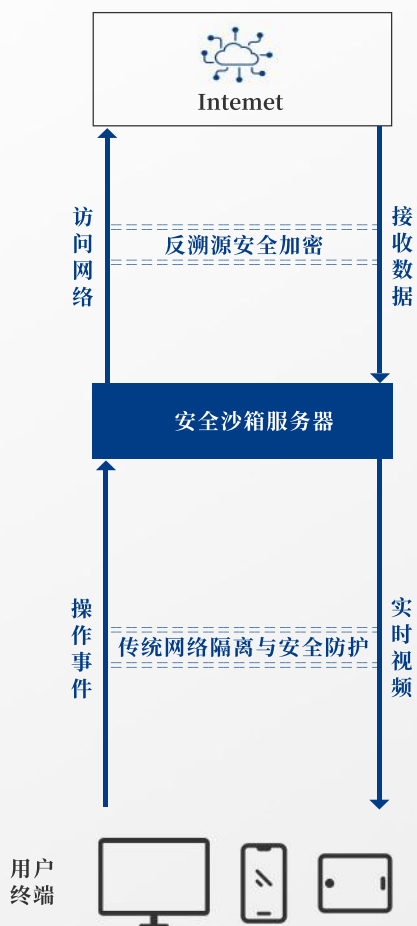 Intemet
访问网络
反溯源安全加密
接收数据
安全沙箱服务器
操作事件
传统网络隔离与安全防护
实时视频
用户
终端